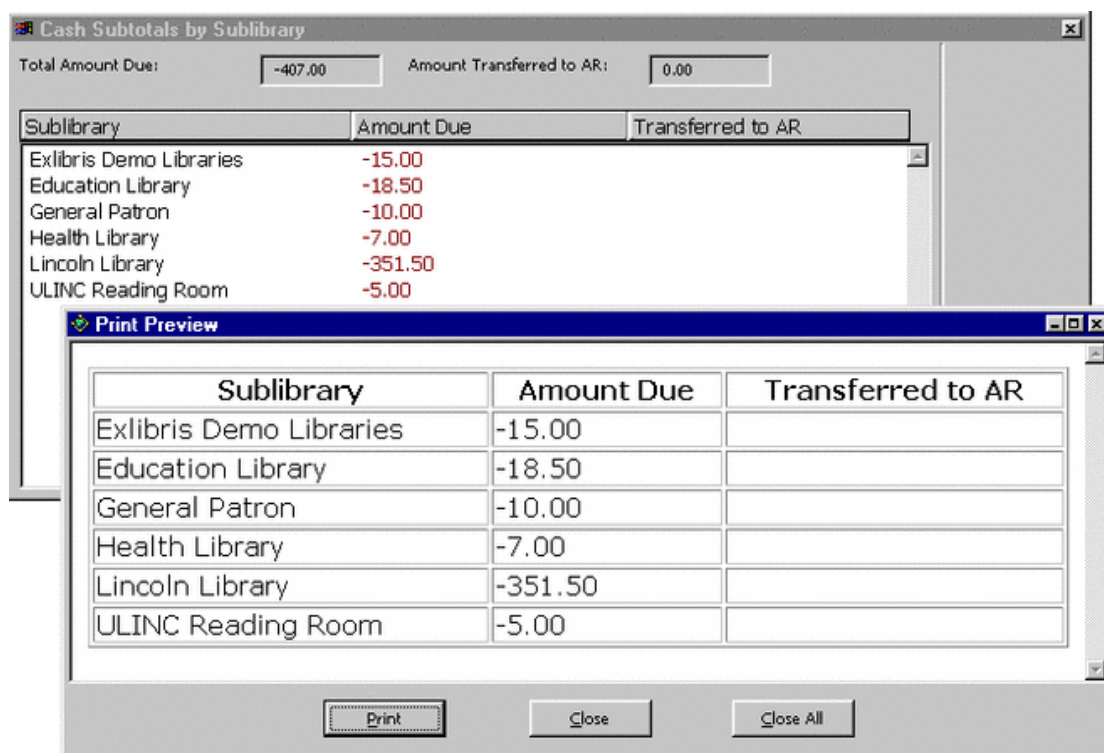 Cash Subtotals by Sublibrary
Total Amount Due: -407.00 Amount Transferred to AR: 0.00
Sublibrary Amount Due Transferred to AR
Exlibris Demo Libraries -15.00
Education Library -18.50
General Patron -10.00
Health Library -7.00
Lincoln Library -351.50
ULINC Reading Room -5.00
Print Preview
Sublibrary Amount Due Transferred to AR
Exlibris Demo Libraries -15.00
Education Library -18.50
General Patron -10.00
Health Library -7.00
Lincoln Library -351.50
ULINC Reading Room -5.00
Print Close Close All